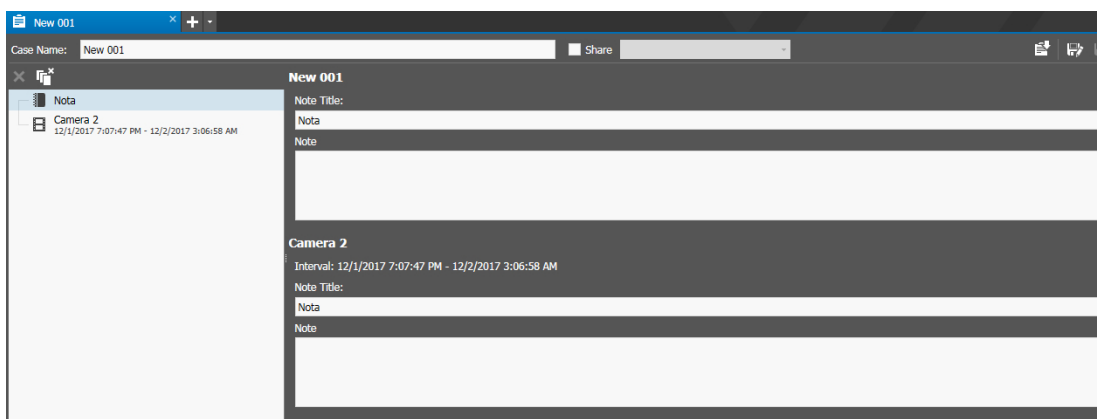 New 001
Case Name: New 001 Share
Nota
Camera 2
12/1/2017 7:07:47 PM - 12/2/2017 3:06:58 AM
New 001
Note Title:
Nota
Note
Camera 2
Interval: 12/1/2017 7:07:47 PM - 12/2/2017 3:06:58 AM
Note Title:
Nota
Note